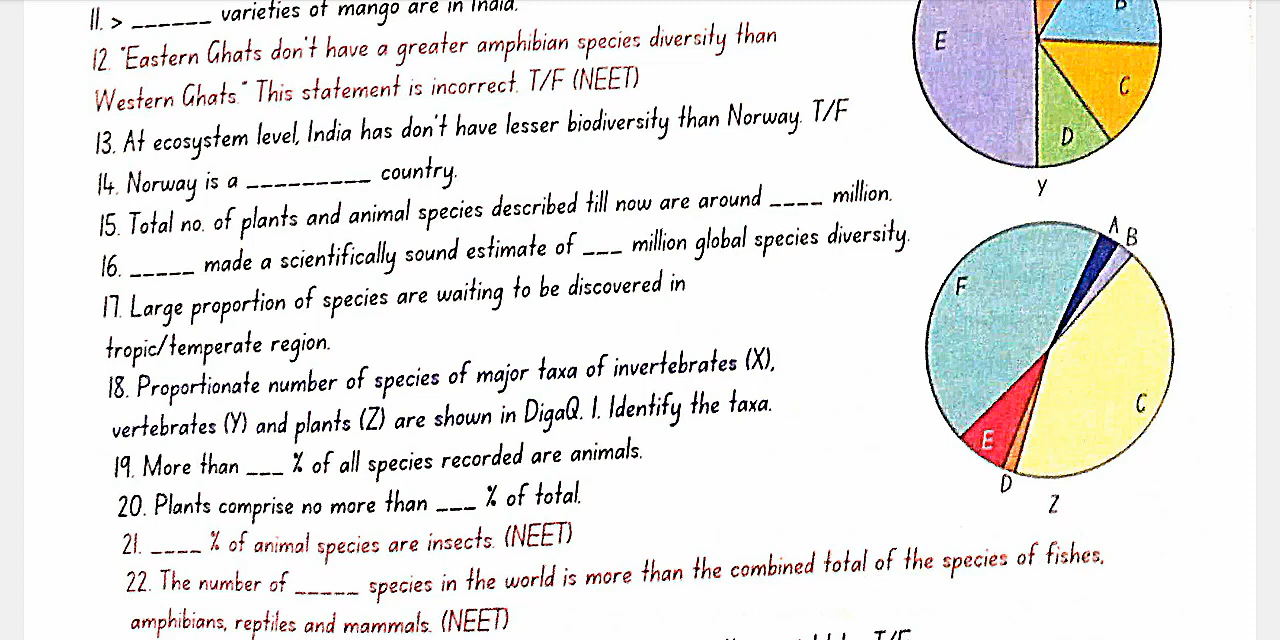 11. > ______ varieties of mango are in India.
12. "Eastern Ghats don't have a greater amphibian species diversity than
Western Ghats." This statement is incorrect. T/F (NEET)
13. At ecosystem level, India has don't have lesser biodiversity than Norway. T/F
14. Norway is a _________ country.
15. Total no. of plants and animal species described till now are around ____ million.
16. _____ made a scientifically sound estimate of ___ million global species diversity.
17. Large proportion of species are waiting to be discovered in
tropic/temperate region.
18. Proportionate number of species of major taxa of invertebrates (X),
vertebrates (Y) and plants (Z) are shown in DigaQ. 1. Identify the taxa.
19. More than ___ % of all species recorded are animals.
20. Plants comprise no more than ___ % of total.
21. ____ % of animal species are insects. (NEET)
22. The number of _____ species in the world is more than the combined total of the species of fishes,
amphibians, reptiles and mammals. (NEET)
T/F
B
E
C
D
Y
A
B
F
C
E
D
Z